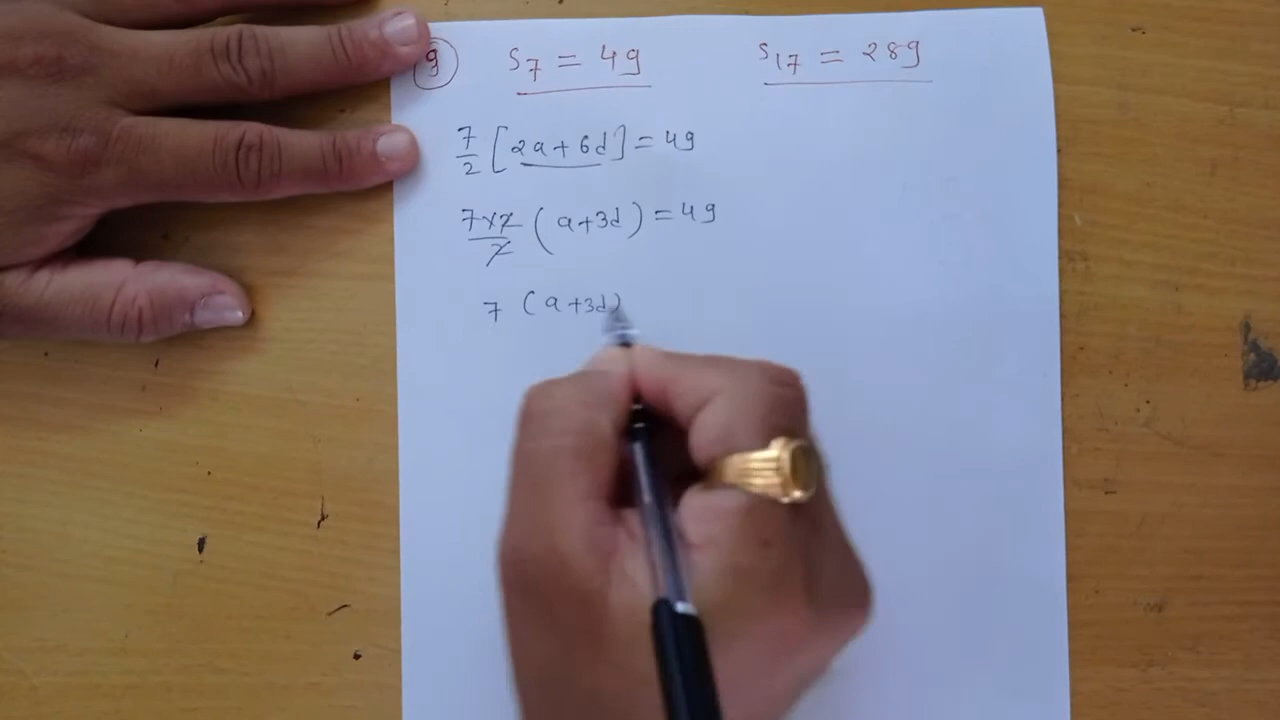 9 S₇ = 49 S₁₇ = 289
7/2 [2a + 6d] = 49
7×2/2 (a+3d) = 49
7 (a+3d)